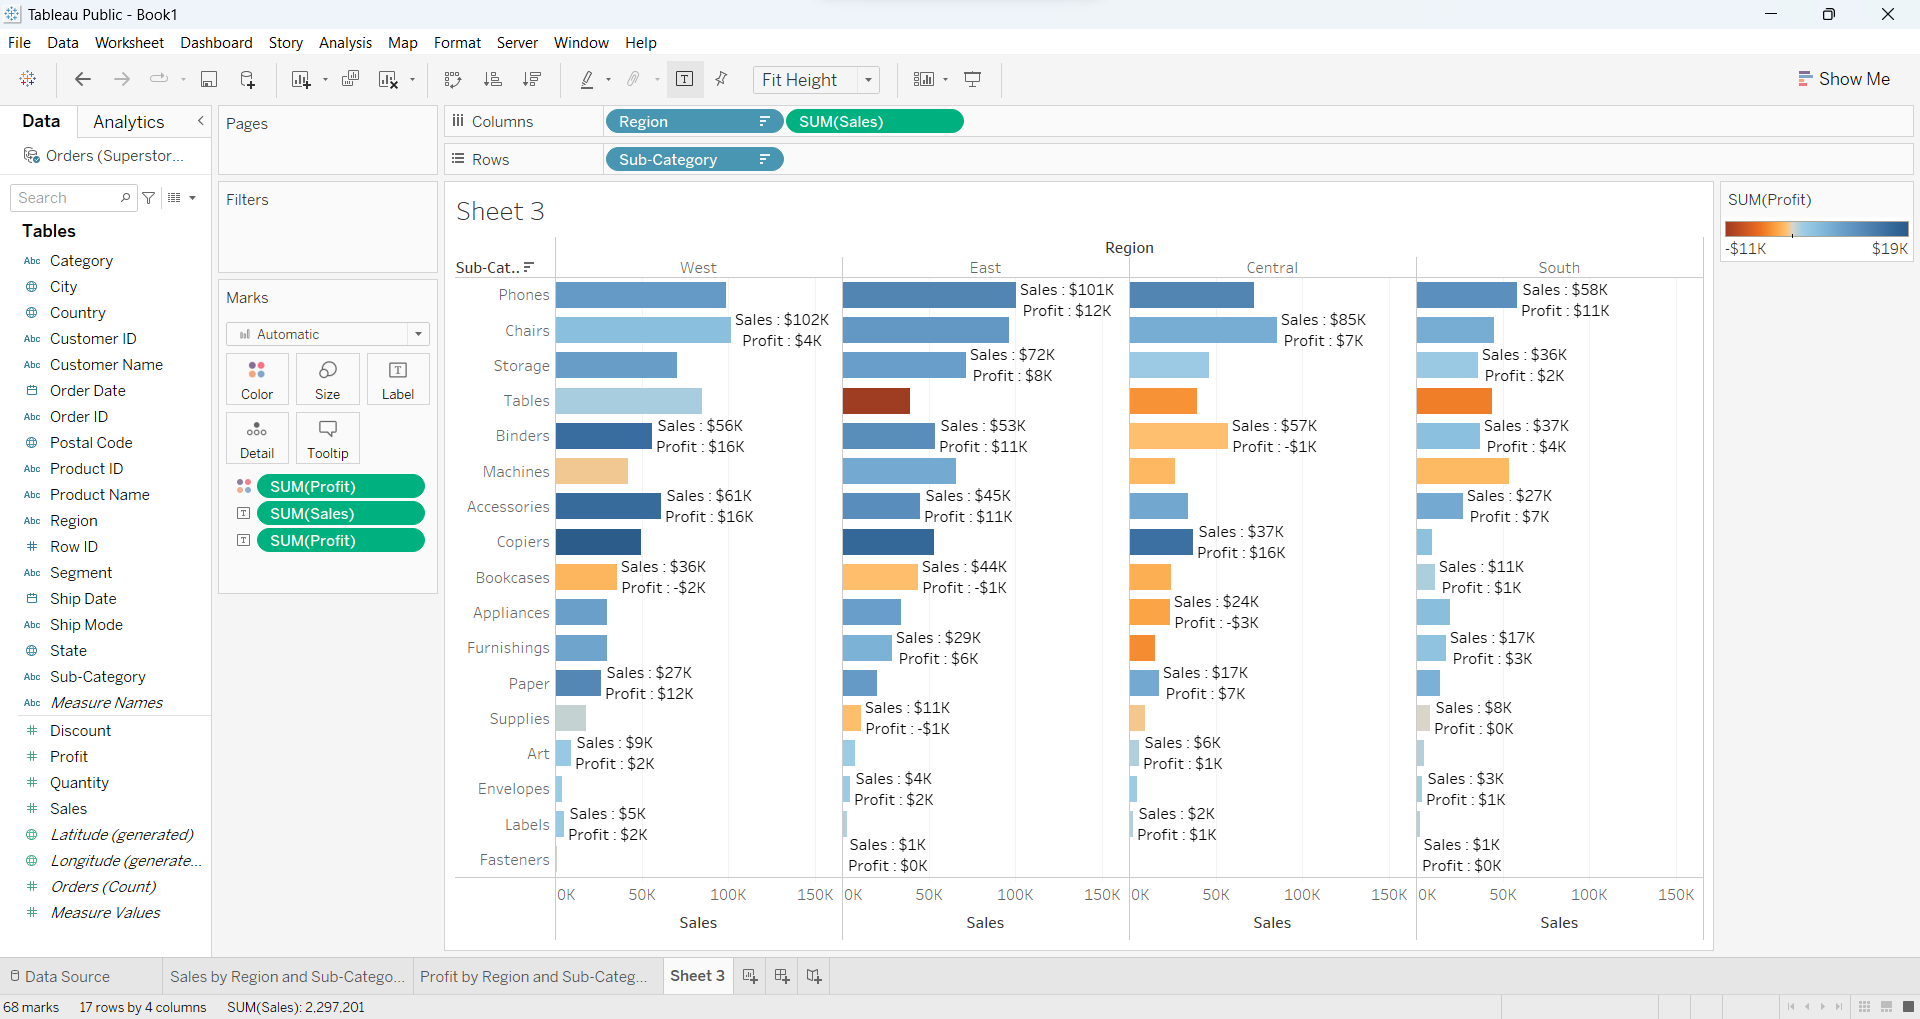 Tableau Public - Book1
File Data Worksheet Dashboard Story Analysis Map Format Server Window Help
Fit Height
Show Me
Data Analytics
Orders (Superstor...
Search
Tables
Abc Category
City
Country
Abc Customer ID
Abc Customer Name
Order Date
Abc Order ID
Postal Code
Abc Product ID
Abc Product Name
Abc Region
Row ID
Abc Segment
Ship Date
Abc Ship Mode
State
Abc Sub-Category
Abc Measure Names
Discount
Profit
Quantity
Sales
Latitude (generated)
Longitude (generate...
Orders (Count)
Measure Values
Pages
Filters
Marks
Automatic
Color Size Label
Detail Tooltip
SUM(Profit)
SUM(Sales)
SUM(Profit)
Columns Region SUM(Sales)
Rows Sub-Category
Sheet 3
Region
Sub-Cat.. West East Central South
Phones Sales : $101K Profit : $12K Sales : $58K Profit : $11K
Chairs Sales : $102K Profit : $4K Sales : $85K Profit : $7K
Storage Sales : $72K Profit : $8K Sales : $36K Profit : $2K
Tables
Binders Sales : $56K Profit : $16K Sales : $53K Profit : $11K Sales : $57K Profit : -$1K Sales : $37K Profit : $4K
Machines
Accessories Sales : $61K Profit : $16K Sales : $45K Profit : $11K Sales : $27K Profit : $7K
Copiers Sales : $37K Profit : $16K
Bookcases Sales : $36K Profit : -$2K Sales : $44K Profit : -$1K Sales : $11K Profit : $1K
Appliances Sales : $24K Profit : -$3K
Furnishings Sales : $29K Profit : $6K Sales : $17K Profit : $3K
Paper Sales : $27K Profit : $12K Sales : $17K Profit : $7K
Supplies Sales : $11K Profit : -$1K Sales : $8K Profit : $0K
Art Sales : $9K Profit : $2K Sales : $6K Profit : $1K
Envelopes Sales : $4K Profit : $2K Sales : $3K Profit : $1K
Labels Sales : $5K Profit : $2K Sales : $2K Profit : $1K
Fasteners Sales : $1K Profit : $0K Sales : $1K Profit : $0K
0K 50K 100K 150K 0K 50K 100K 150K 0K 50K 100K 150K 0K 50K 100K 150K
Sales Sales Sales Sales
SUM(Profit)
-$11K $19K
Data Source Sales by Region and Sub-Catego... Profit by Region and Sub-Categ... Sheet 3
68 marks 17 rows by 4 columns SUM(Sales): 2,297,201